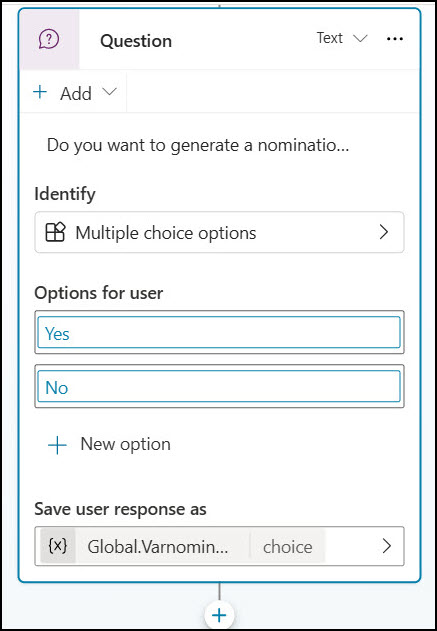 Question Text
Add
Do you want to generate a nominatio...
Identify
Multiple choice options
Options for user
Yes
No
New option
Save user response as
{x} Global.Varnomin... choice